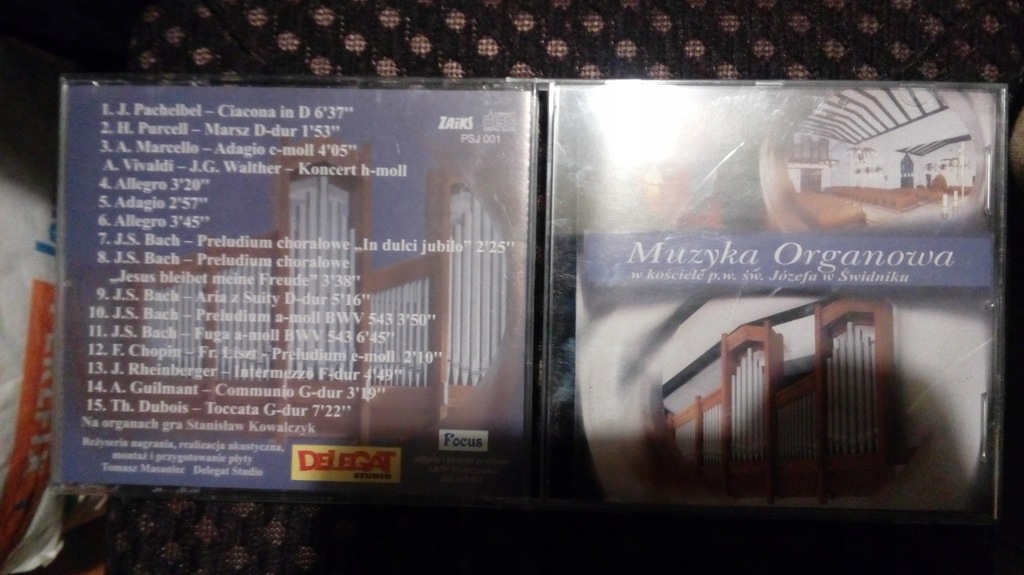 1. J. Pachelbel – Ciacona in D 6'37"
2. H. Purcell – Marsz D-dur 1'53"
3. A. Marcello – Adagio c-moll 4'05"
A. Vivaldi – J.G. Walther – Koncert h-moll
4. Allegro 3'20"
5. Adagio 2'57"
6. Allegro 3'45"
7. J.S. Bach – Preludium chorałowe „In dulci jubilo" 2'25"
8. J.S. Bach – Preludium chorałowe
„Jesus bleibet meine Freude" 3'38"
9. J.S. Bach – Aria z Suity D-dur 5'16"
10. J.S. Bach – Preludium a-moll BWV 543 3'50"
11. J.S. Bach – Fuga a-moll BWV 543 6'45"
12. F. Chopin – Fr. Liszt - Preludium e-moll 2'10"
13. J. Rheinberger – Intermezzo F-dur 4'49"
14. A. Guilmant – Communio G-dur 3'19"
15. Th. Dubois – Toccata G-dur 7'22"
Na organach gra Stanisław Kowalczyk
Reżyseria nagrania, realizacja akustyczna,
montaż i przygotowanie płyty
Tomasz Masaniec Delegat Studio
ZAiKS
PSJ 001
DELEGAT
STUDIO
Focus
Muzyka Organowa
w kościele p.w. św. Józefa w Świdniku